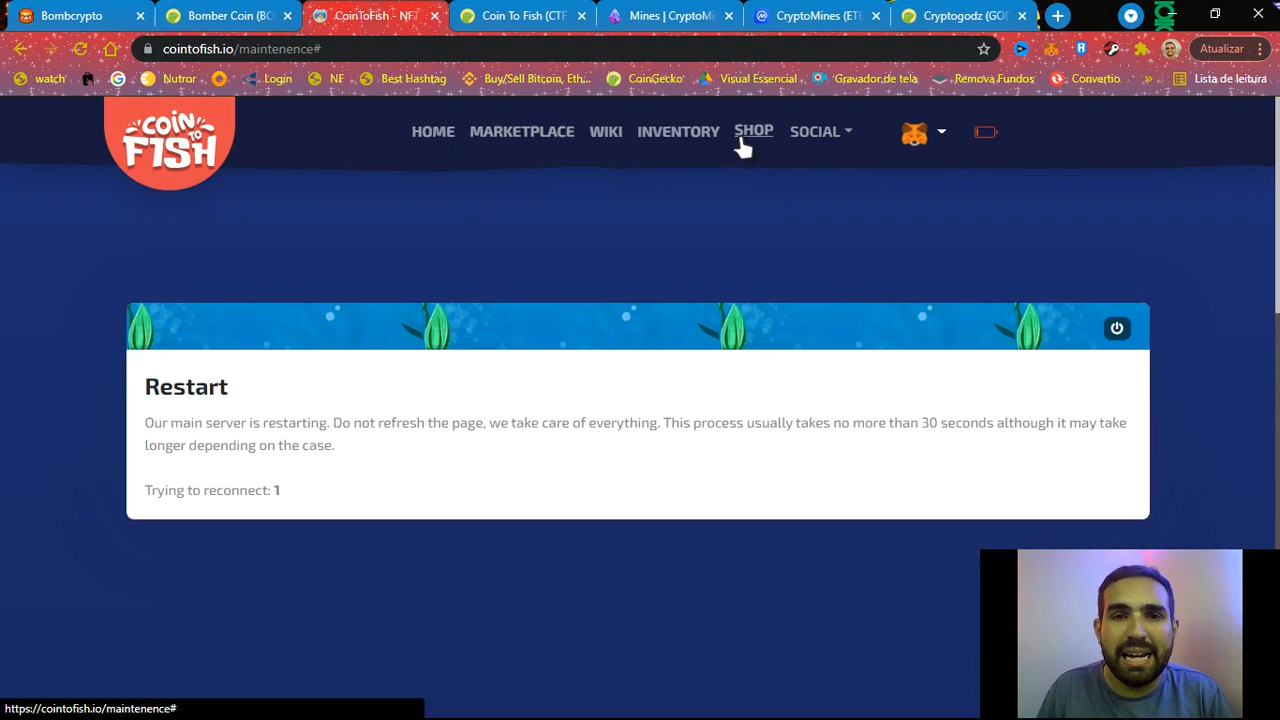 Bombcrypto
Bomber Coin (BC
CoinToFish - NF
Coin To Fish (CTF
Mines | CryptoMi
CryptoMines (ETE
Cryptogodz (GOD
cointofish.io/maintenence#
Atualizar
watch
Nutror
Login
NF
Best Hashtag
Buy/Sell Bitcoin, Eth...
CoinGecko
Visual Essencial
Gravador de tela
Remova Fundos
Convertio
»
Lista de leitura
COIN TO FISH
HOME
MARKETPLACE
WIKI
INVENTORY
SHOP
SOCIAL
Restart
Our main server is restarting. Do not refresh the page, we take care of everything. This process usually takes no more than 30 seconds although it may take
longer depending on the case.
Trying to reconnect: 1
https://cointofish.io/maintenence#